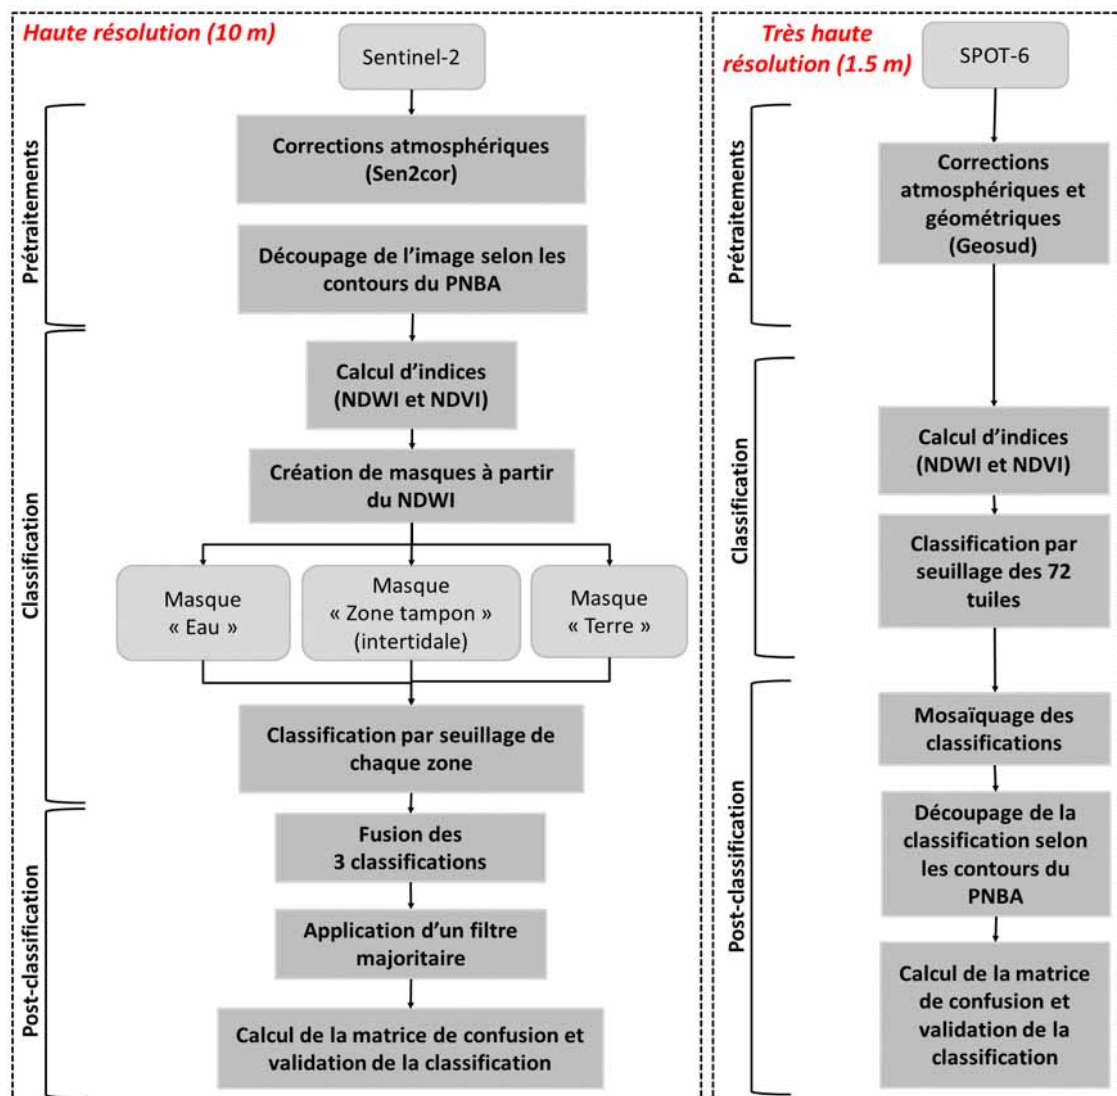 Haute résolution (10 m)
Sentinel-2
Prétraitements
Corrections atmosphériques
(Sen2cor)
Découpage de l’image selon les
contours du PNBA
Classification
Calcul d’indices
(NDWI et NDVI)
Création de masques à partir
du NDWI
Masque
« Eau »
Masque
« Zone tampon »
(intertidale)
Masque
« Terre »
Classification par seuillage de
chaque zone
Post-classification
Fusion des
3 classifications
Application d’un filtre
majoritaire
Calcul de la matrice de confusion et
validation de la classification
Très haute
résolution (1.5 m)
SPOT-6
Prétraitements
Corrections
atmosphériques et
géométriques
(Geosud)
Classification
Calcul d’indices
(NDWI et NDVI)
Classification par
seuillage des 72
tuiles
Post-classification
Mosaïquage des
classifications
Découpage de la
classification selon
les contours du
PNBA
Calcul de la matrice
de confusion et
validation de la
classification